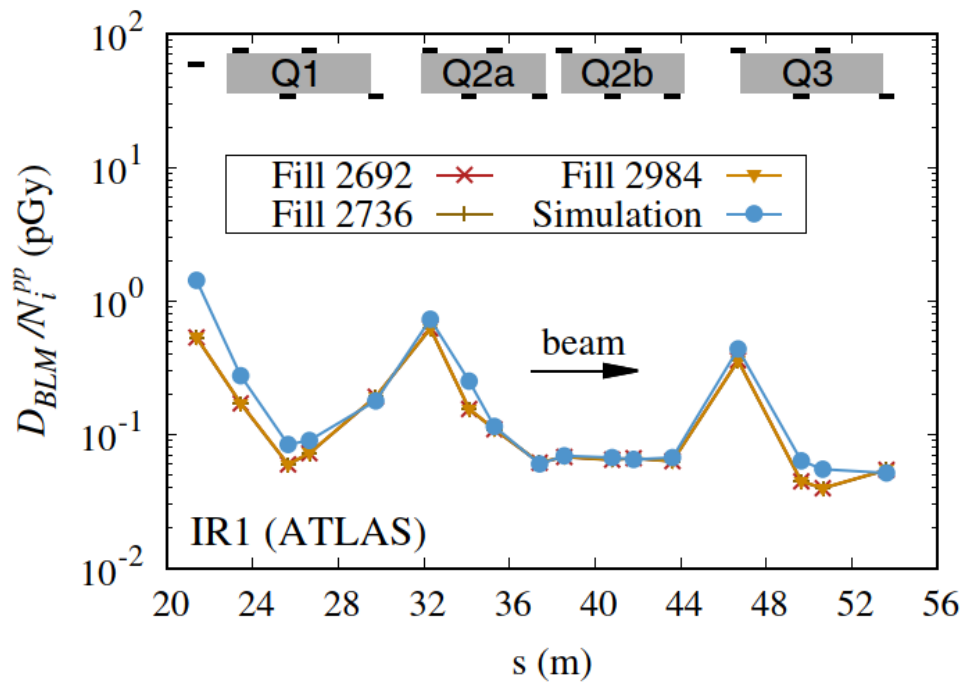 10^2
10^1
10^0
10^-1
10^-2
D_BLM/N_i^pp (pGy)
Q1 Q2a Q2b Q3
Fill 2692 Fill 2984
Fill 2736 Simulation
beam
IR1 (ATLAS)
20 24 28 32 36 40 44 48 52 56
s (m)